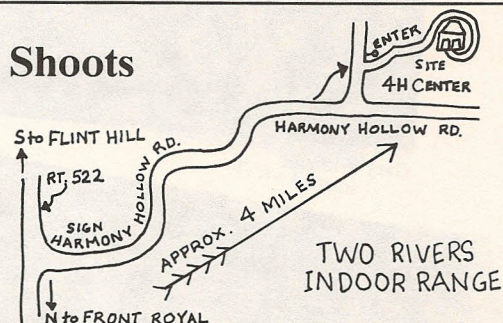 Shoots
ENTER
SITE
4H CENTER
HARMONY HOLLOW RD.
S to FLINT HILL
RT. 522
SIGN
HARMONY HOLLOW RD.
APPROX. 4 MILES
TWO RIVERS
INDOOR RANGE
N to FRONT ROYAL